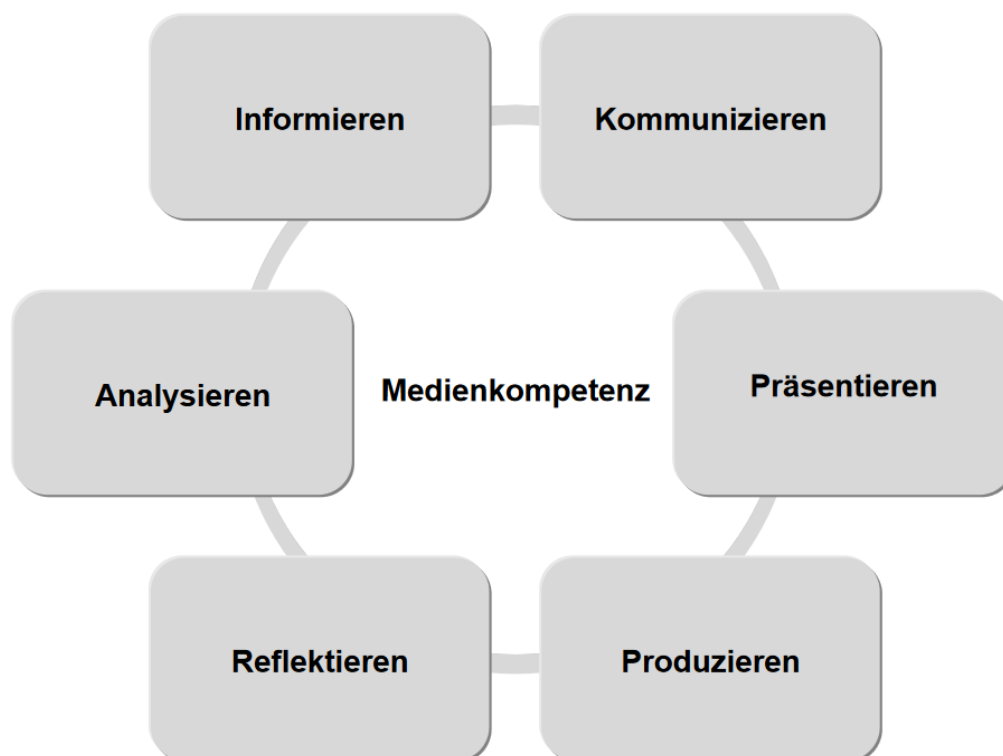 Informieren
Kommunizieren
Analysieren
Medienkompetenz
Präsentieren
Reflektieren
Produzieren